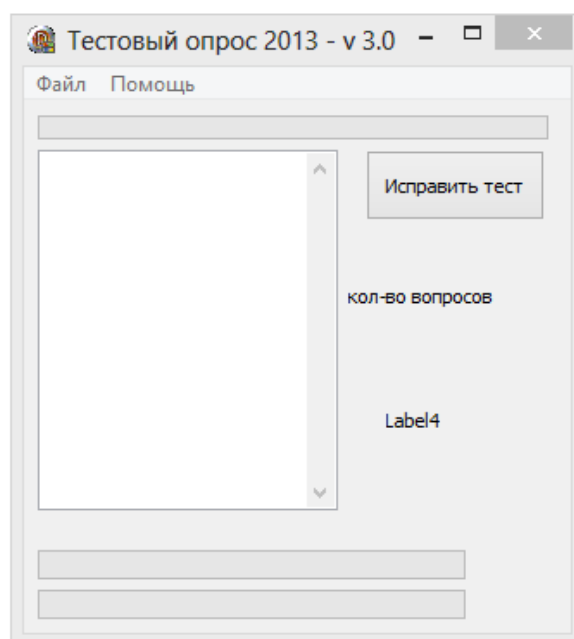 Тестовый опрос 2013 - v 3.0
Файл Помощь
Исправить тест
кол-во вопросов
Label4